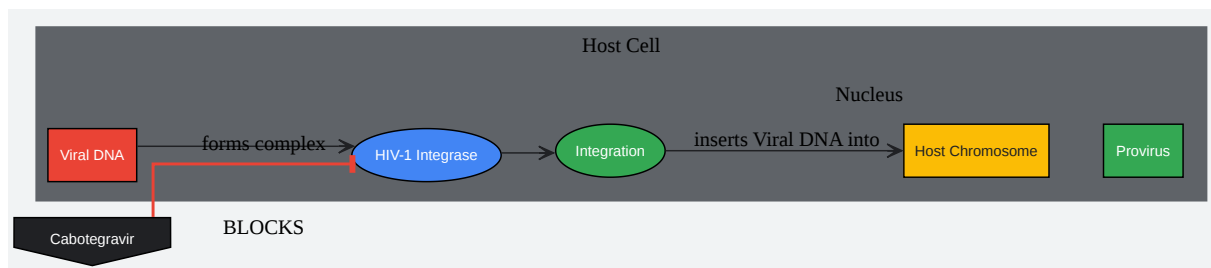 Host Cell
Nucleus
Viral DNA
forms complex
HIV-1 Integrase
Integration
inserts Viral DNA into
Host Chromosome
Provirus
BLOCKS
Cabotegravir